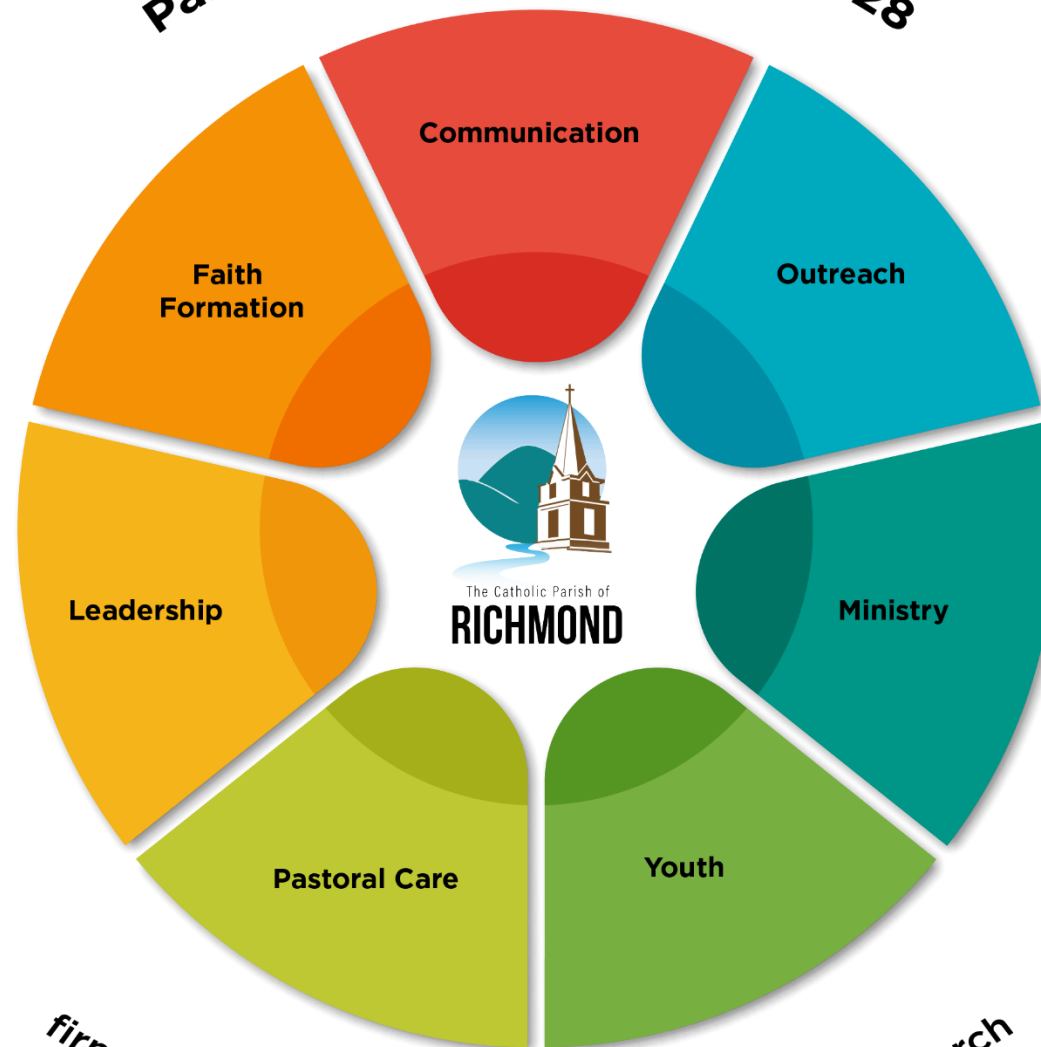 Communication
Outreach
Faith
Formation
Leadership
Ministry
The Catholic Parish of
RICHMOND
Pastoral Care
Youth